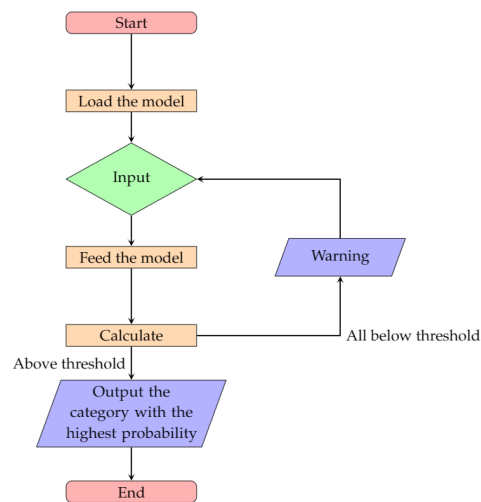 Start
Load the model
Input
Feed the model
Warning
Calculate
All below threshold
Above threshold
Output the
category with the
highest probability
End